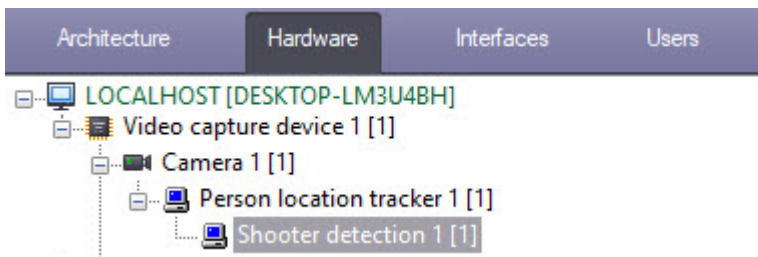 Architecture Hardware Interfaces Users
LOCALHOST [DESKTOP-LM3U4BH]
Video capture device 1 [1]
Camera 1 [1]
Person location tracker 1 [1]
Shooter detection 1 [1]